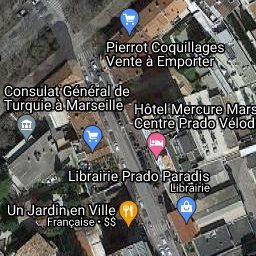 Pierrot Coquillages
Vente à Emporter
Consulat Général de
Turquie à Marseille
Hôtel Mercure Mars
Centre Prado Vélod
Librairie Prado Paradis
Librairie
Un Jardin en Ville
Française • $$